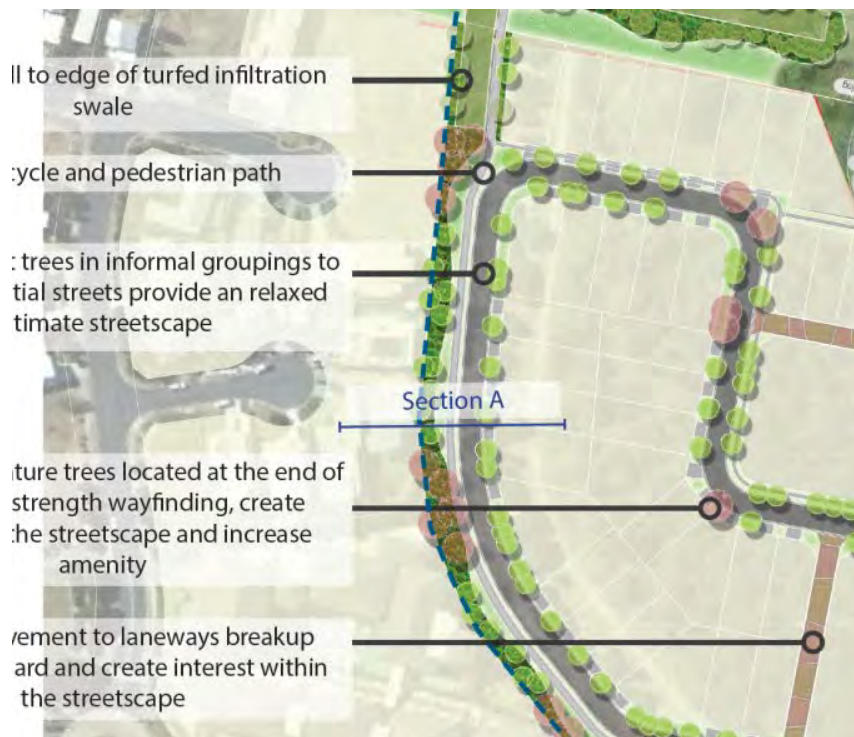 ll to edge of turfed infiltration
swale
cycle and pedestrian path
t trees in informal groupings to
tial streets provide an relaxed
timate streetscape
Section A
ature trees located at the end of
strength wayfinding, create
the streetscape and increase
amenity
vement to laneways breakup
ard and create interest within
the streetscape